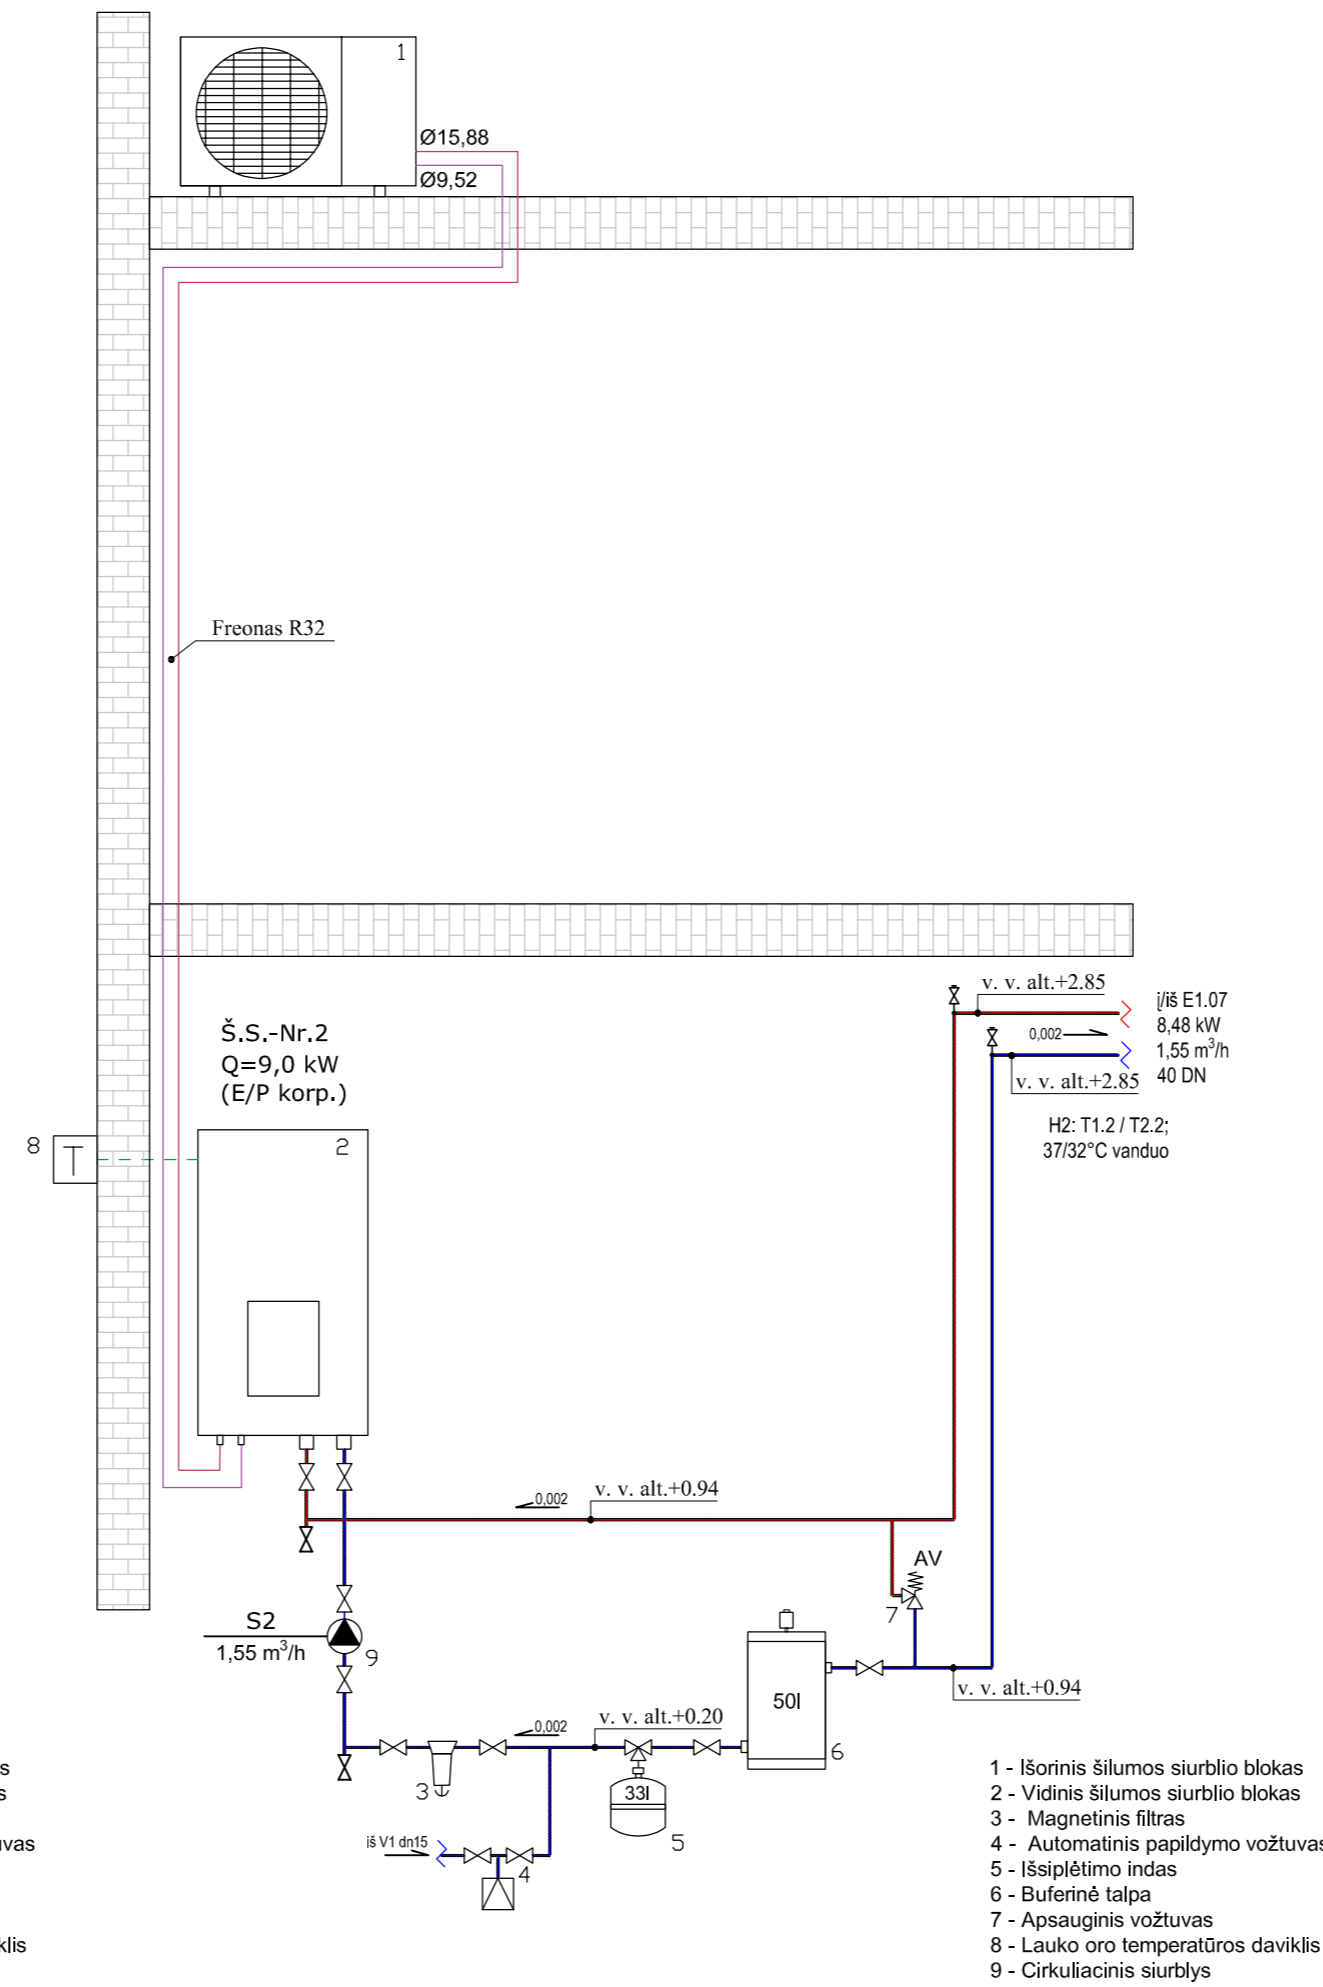 1
Ø15,88
Ø9,52
Freonas R32
v. v. alt.+2.85
į/iš E1.07
8,48 kW
1,55 m³/h
40 DN
0,002
v. v. alt.+2.85
H2: T1.2 / T2.2;
37/32°C vanduo
Š.S.-Nr.2
Q=9,0 kW
(E/P korp.)
8
T
2
0,002
v. v. alt.+0.94
AV
7
S2
1,55 m³/h
9
50l
6
v. v. alt.+0.94
0,002
v. v. alt.+0.20
3
33l
5
iš V1 dn15
4
1 - Išorinis šilumos siurblio blokas
2 - Vidinis šilumos siurblio blokas
3 - Magnetinis filtras
4 - Automatinis papildymo vožtuvas
5 - Išsiplėtimo indas
6 - Buferinė talpa
7 - Apsauginis vožtuvas
8 - Lauko oro temperatūros daviklis
9 - Cirkuliacinis siurblys